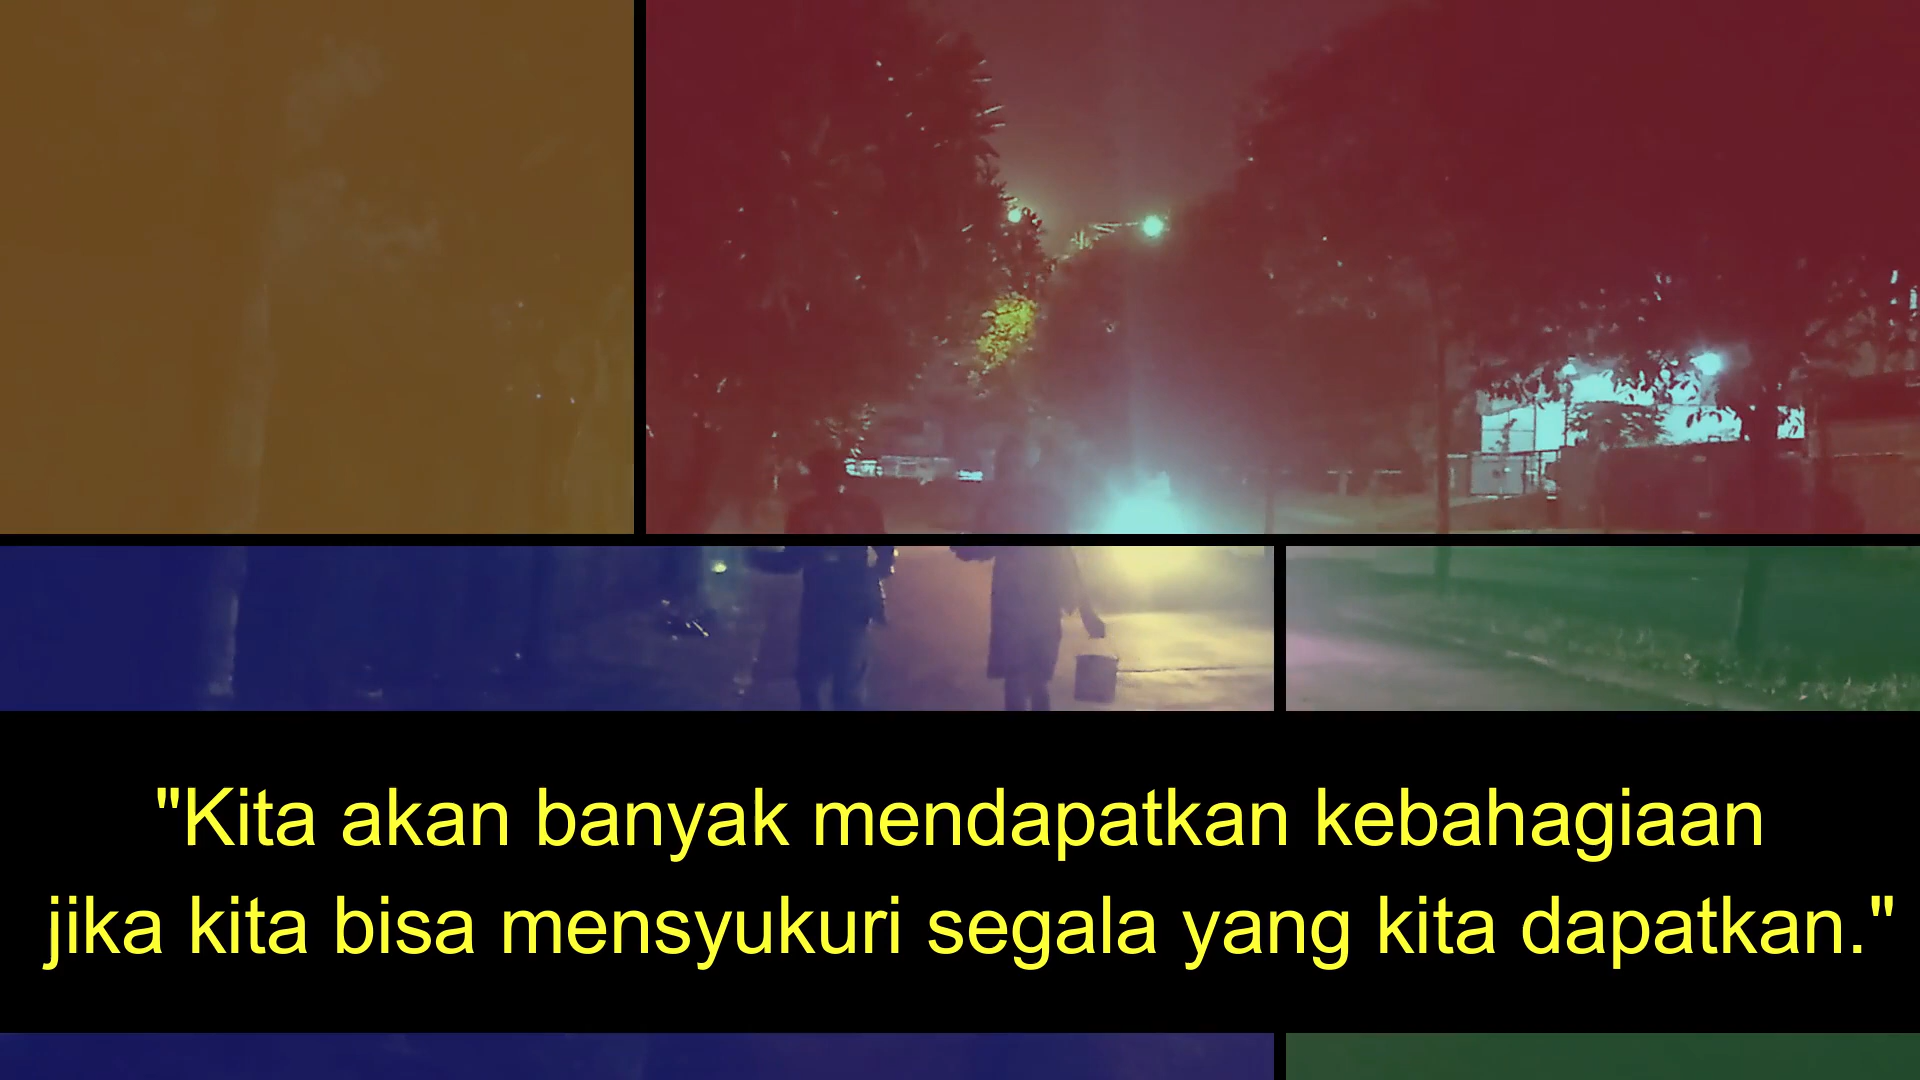 "Kita akan banyak mendapatkan kebahagiaan
jika kita bisa mensyukuri segala yang kita dapatkan."